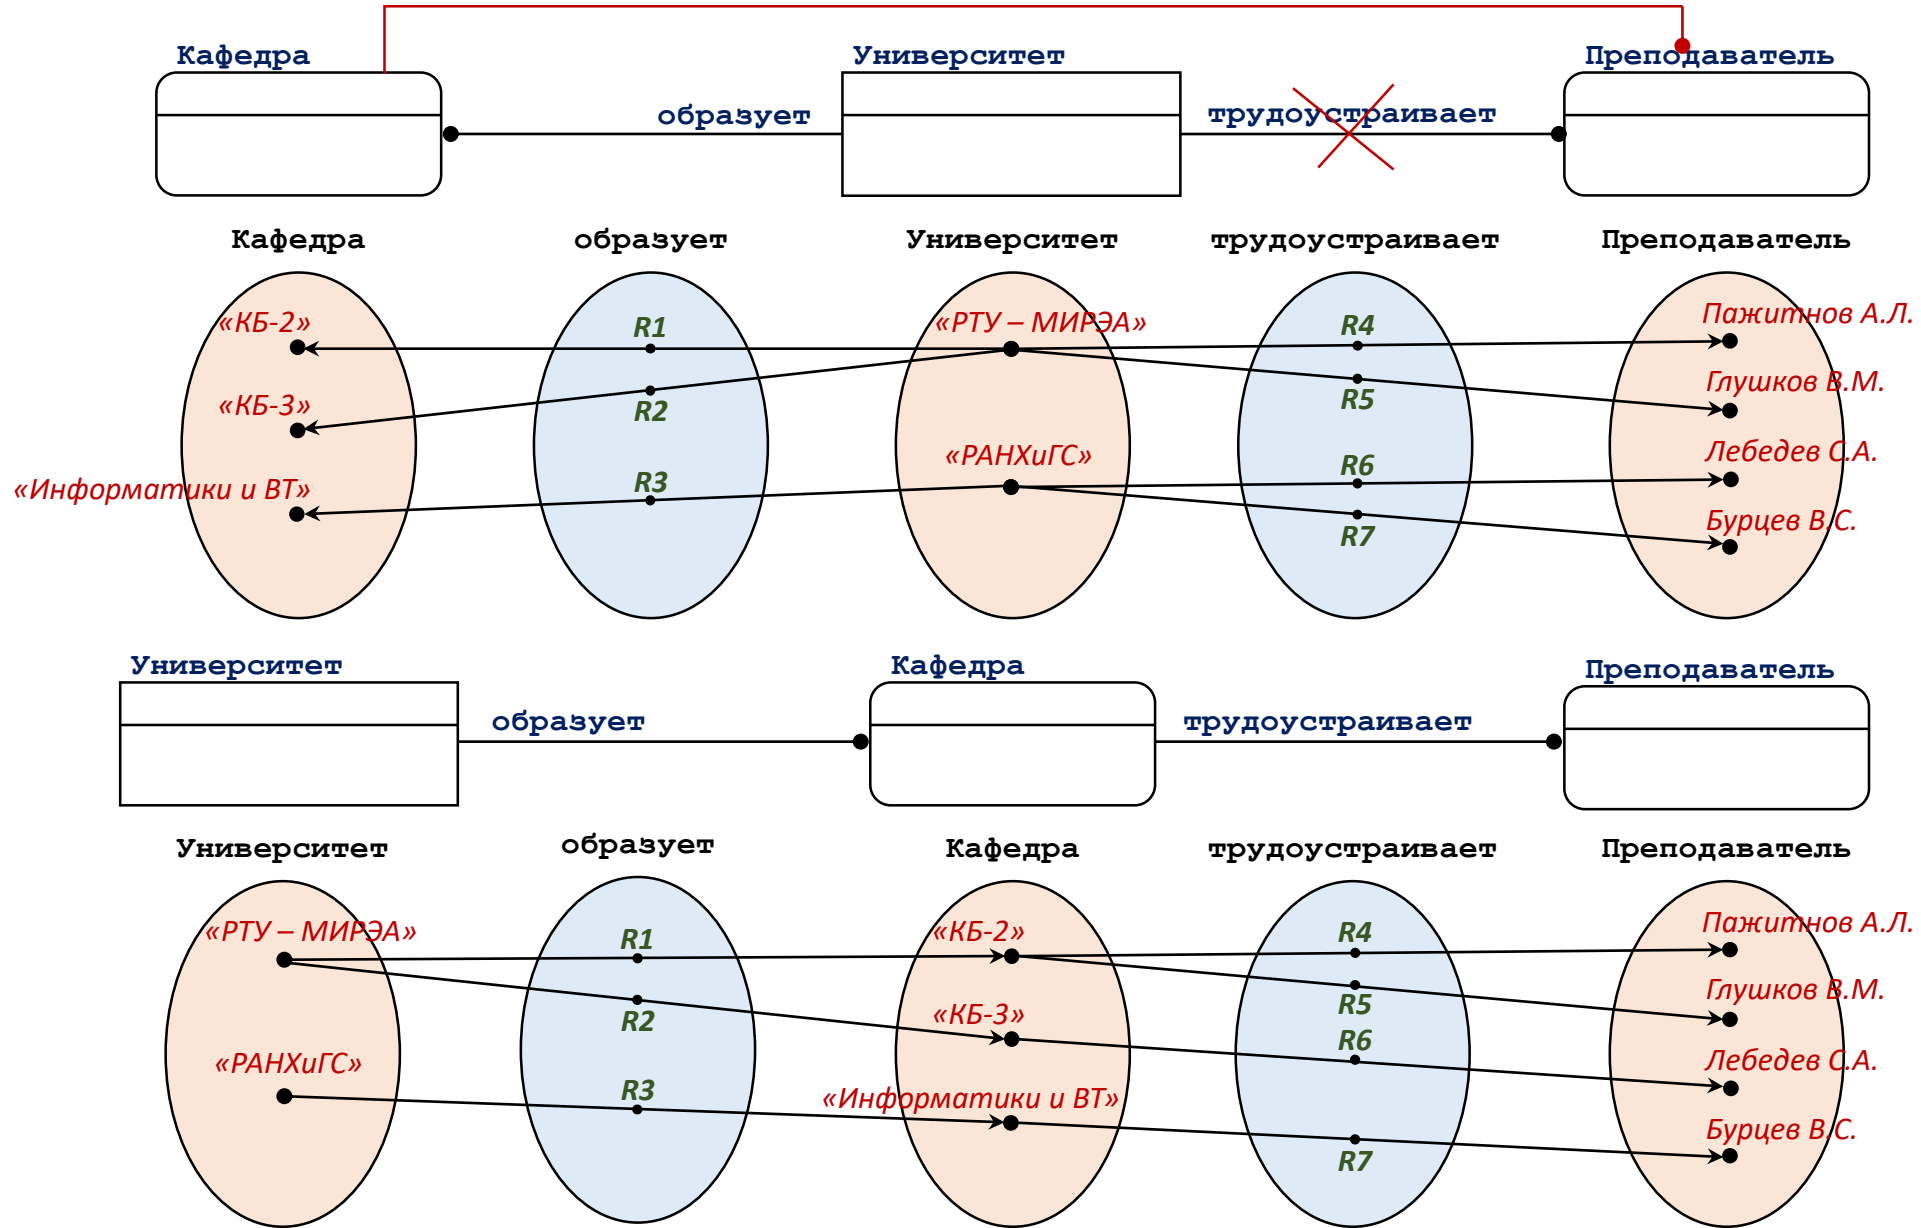 Кафедра
Университет
Преподаватель
образует
трудоустраивает
Кафедра
образует
Университет
трудоустраивает
Преподаватель
«КБ-2»
R1
«РТУ – МИРЭА»
R4
Пажитнов А.Л.
«КБ-3»
R2
R5
Глушков В.М.
«Информатики и ВТ»
R3
«РАНХиГС»
R6
Лебедев С.А.
R7
Бурцев В.С.
Университет
Кафедра
Преподаватель
образует
трудоустраивает
Университет
образует
Кафедра
трудоустраивает
Преподаватель
«РТУ – МИРЭА»
R1
«КБ-2»
R4
Пажитнов А.Л.
R2
«КБ-3»
R5
Глушков В.М.
R6
«РАНХиГС»
R3
«Информатики и ВТ»
Лебедев С.А.
R7
Бурцев В.С.